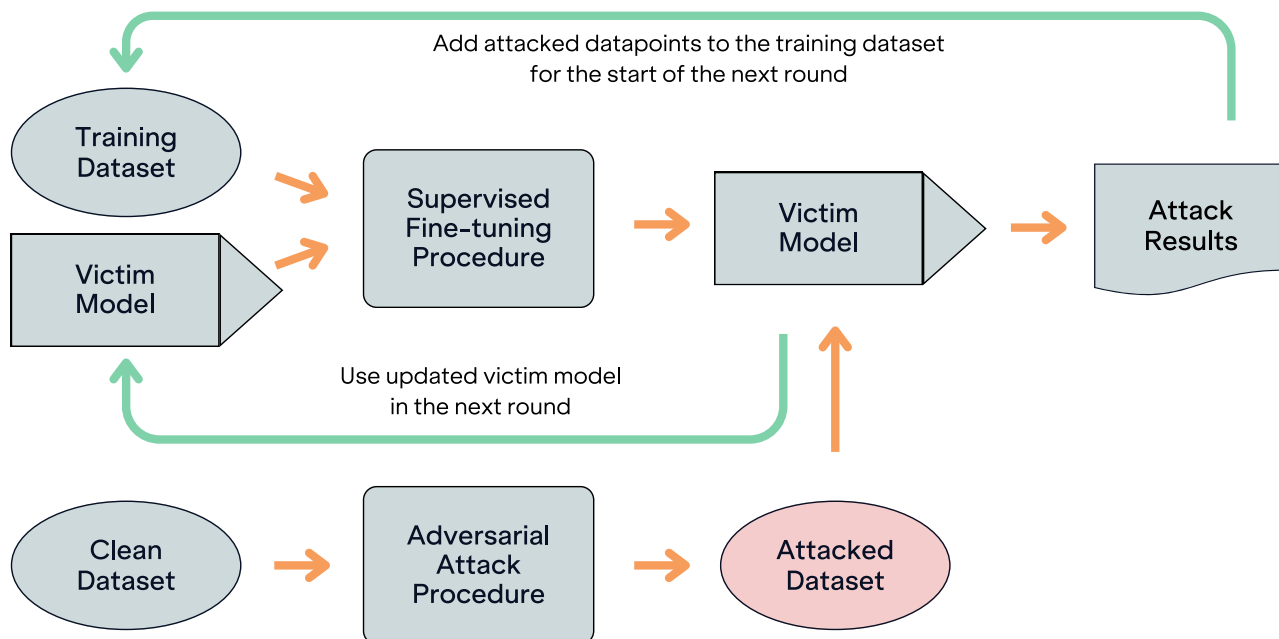 Add attacked datapoints to the training dataset
for the start of the next round
Training
Dataset
Supervised
Fine-tuning
Procedure
Victim
Model
Attack
Results
Victim
Model
Use updated victim model
in the next round
Clean
Dataset
Adversarial
Attack
Procedure
Attacked
Dataset